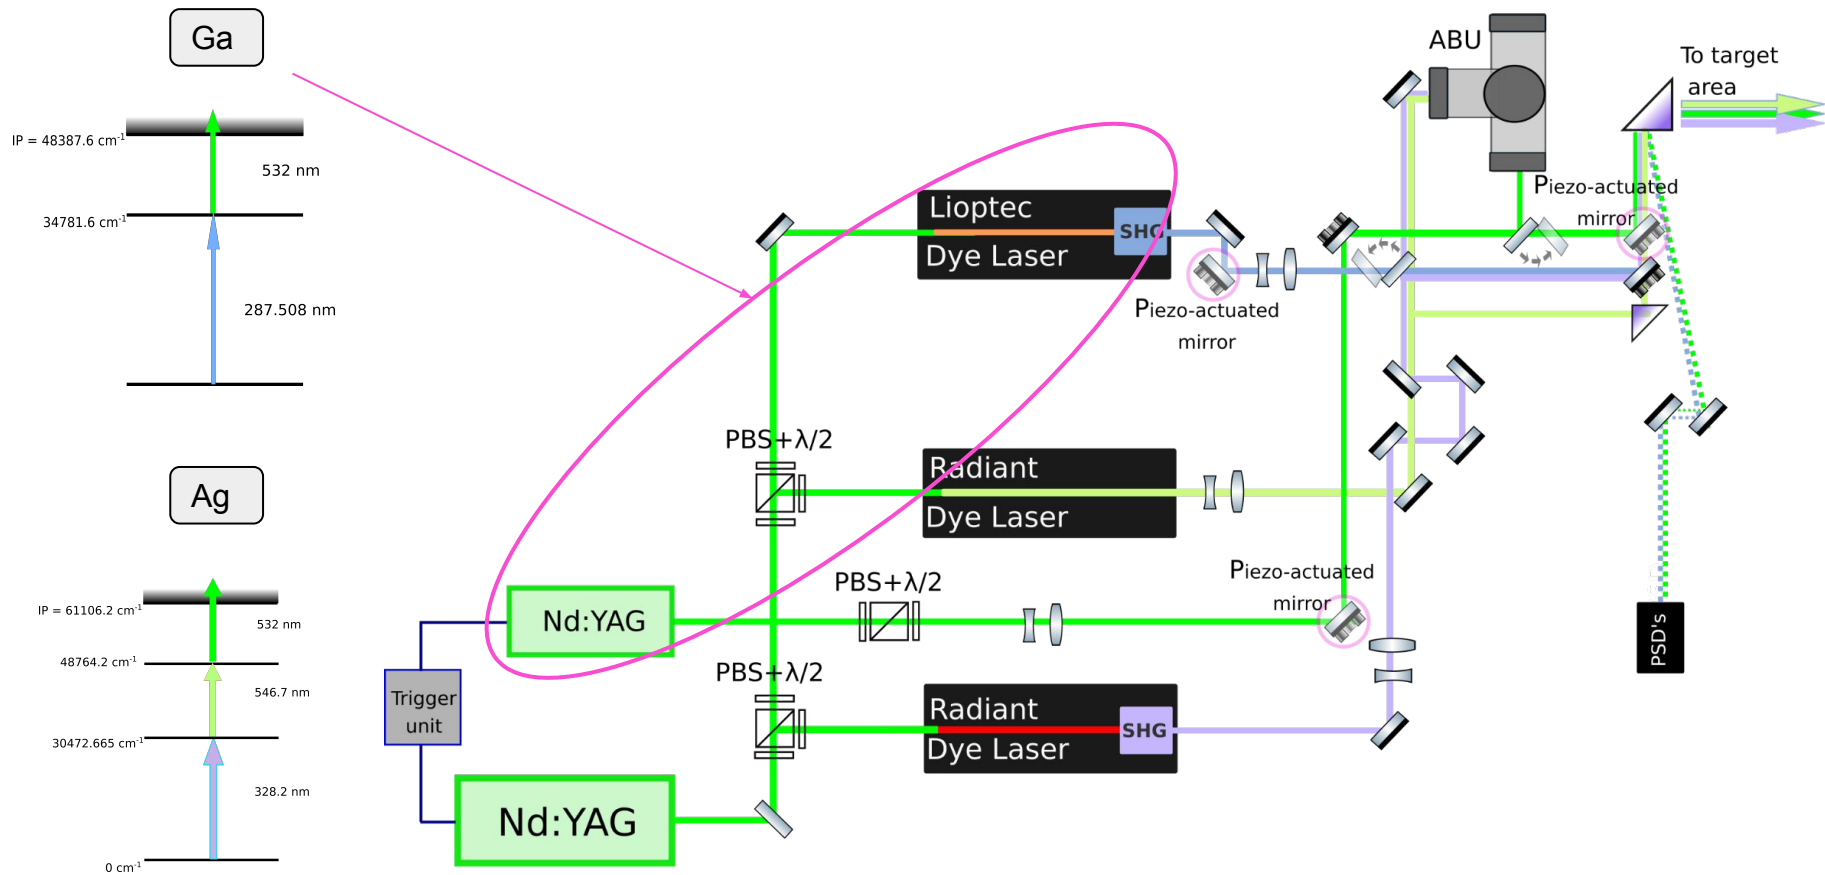 Ga
IP = 48387.6 cm-1
532 nm
34781.6 cm-1
287.508 nm
Ag
IP = 61106.2 cm-1
532 nm
48764.2 cm-1
546.7 nm
30472.665 cm-1
328.2 nm
0 cm-1
ABU
To target
area
Lioptec
Dye Laser
SHG
Piezo-actuated
mirror
Piezo-actuated
mirror
PBS+λ/2
Radiant
Dye Laser
Nd:YAG
PBS+λ/2
Piezo-actuated
mirror
PSD's
Trigger
unit
PBS+λ/2
Radiant
Dye Laser
SHG
Nd:YAG